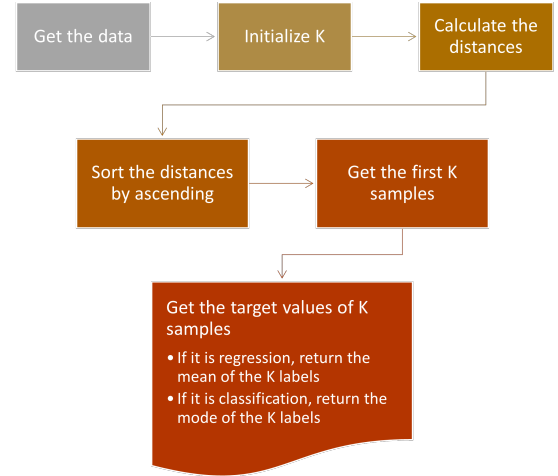 Get the data
Initialize K
Calculate the
distances
Sort the distances
by ascending
Get the first K
samples
Get the target values of K
samples
• If it is regression, return the
mean of the K labels
• If it is classification, return the
mode of the K labels